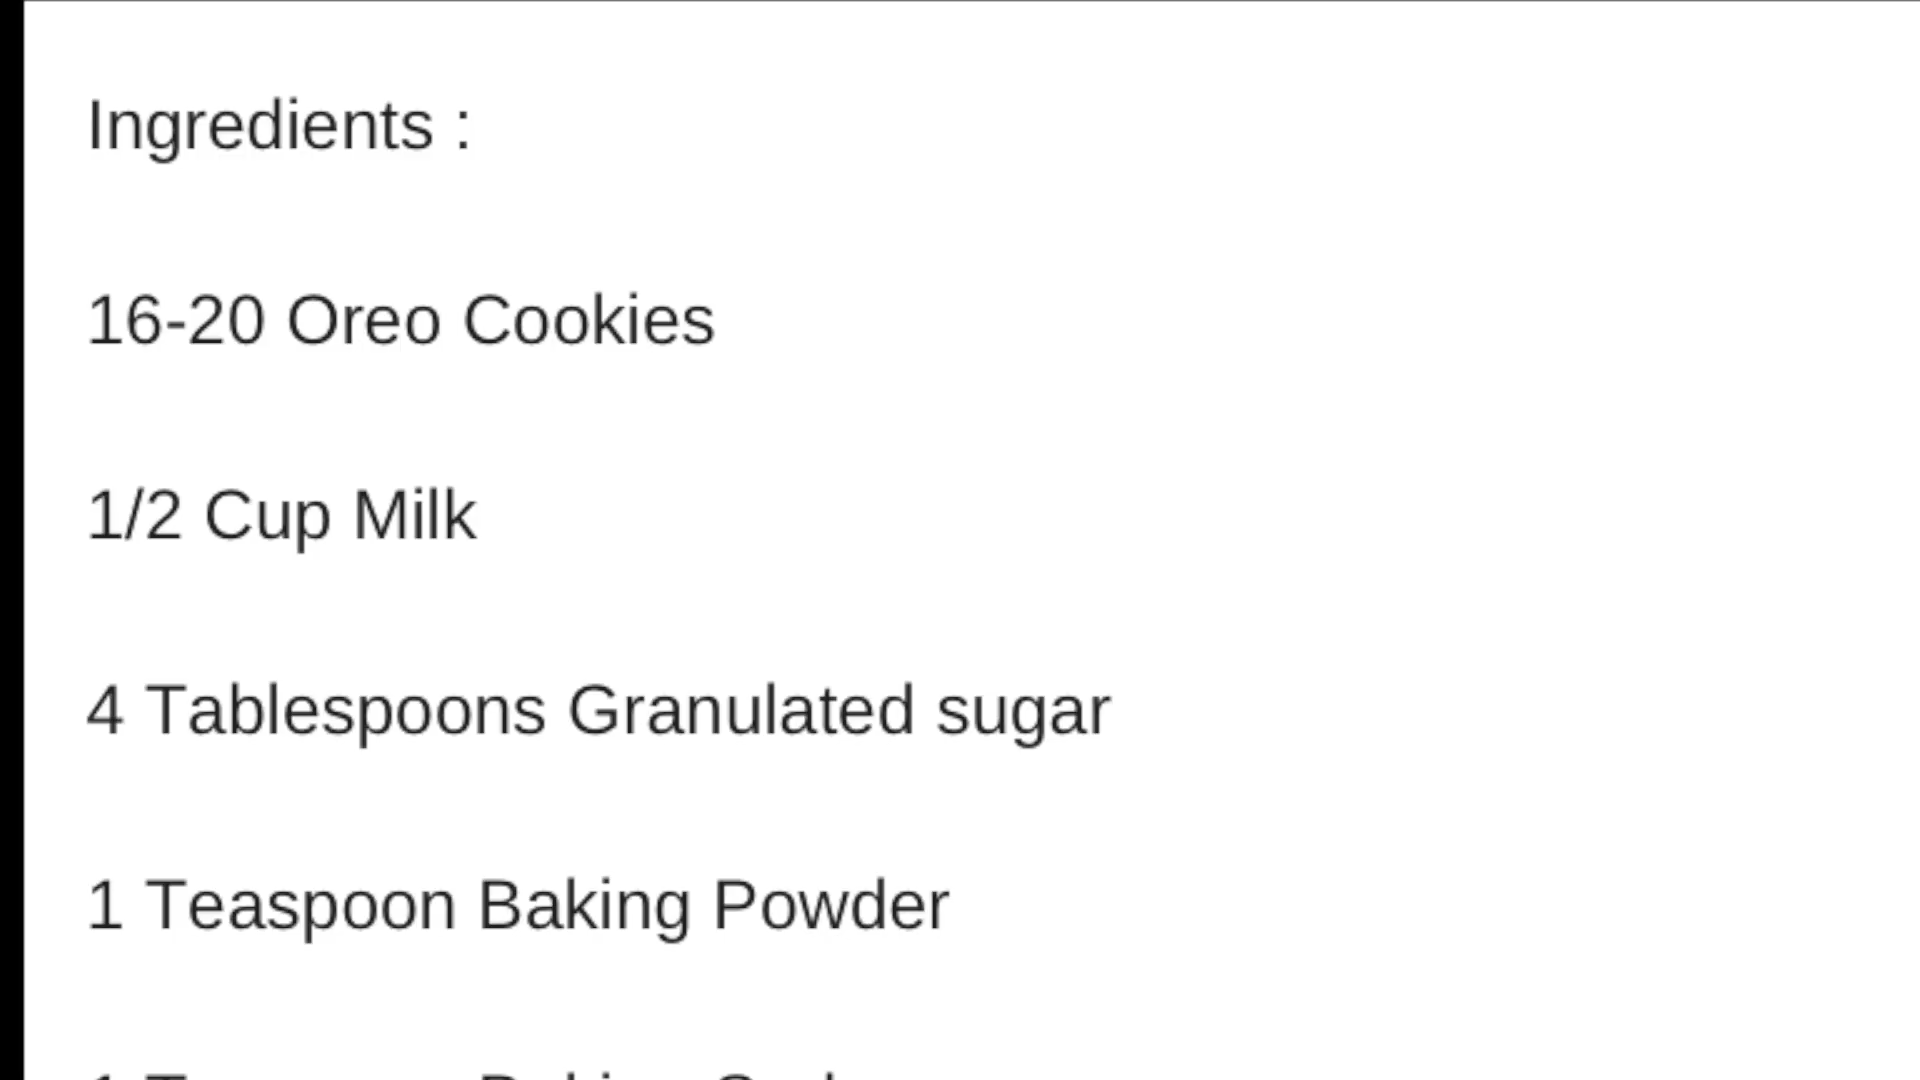 Ingredients :
16-20 Oreo Cookies
1/2 Cup Milk
4 Tablespoons Granulated sugar
1 Teaspoon Baking Powder